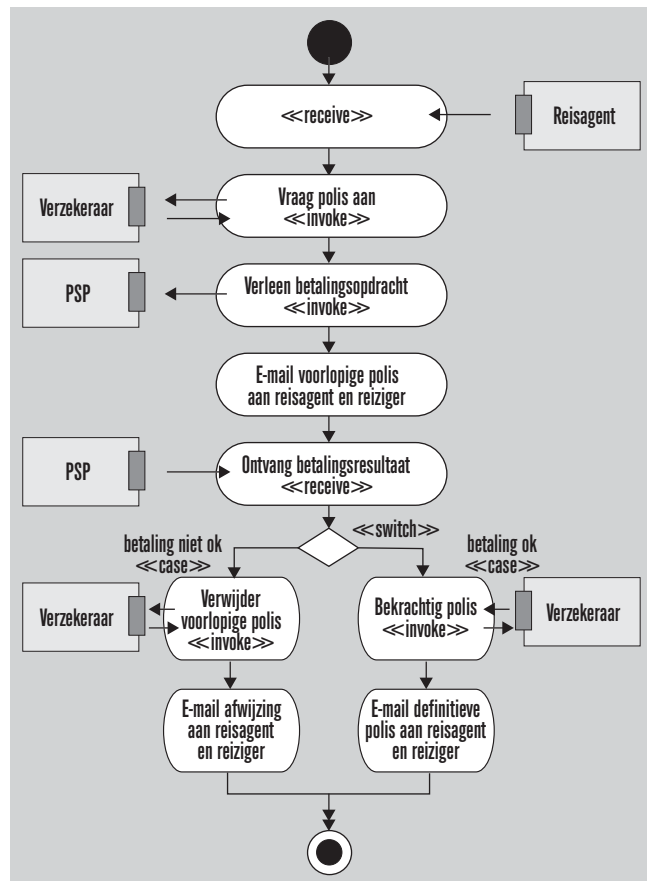 ≪receive≫
Reisagent
Verzekeraar
Vraag polis aan
≪invoke≫
PSP
Verleen betalingsopdracht
≪invoke≫
E-mail voorlopige polis
aan reisagent en reiziger
PSP
Ontvang betalingsresultaat
≪receive≫
≪switch≫
betaling niet ok
≪case≫
betaling ok
≪case≫
Verzekeraar
Verwijder
voorlopige polis
≪invoke≫
Bekrachtig polis
≪invoke≫
Verzekeraar
E-mail afwijzing
aan reisagent
en reiziger
E-mail definitieve
polis aan reisagent
en reiziger